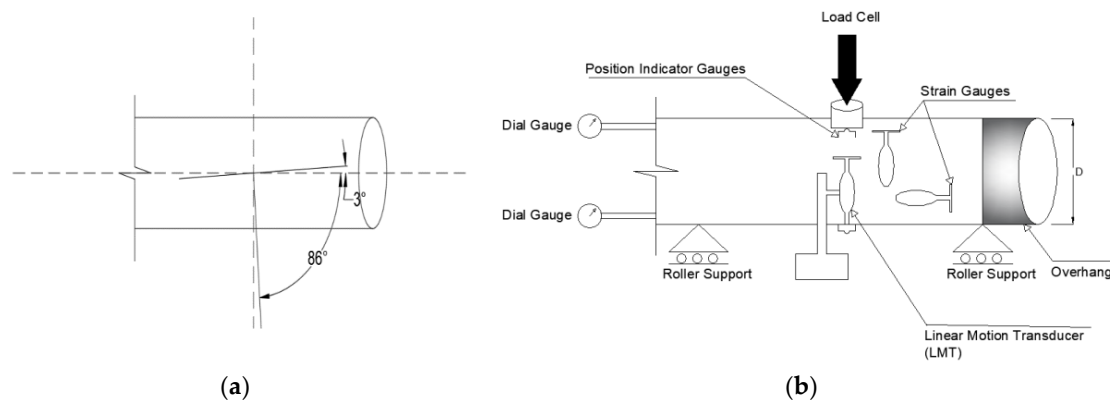 3°
86°
(a)
Load Cell
Position Indicator Gauges
Strain Gauges
Dial Gauge
D
Dial Gauge
Roller Support
Roller Support
Overhang
Linear Motion Transducer
(LMT)
(b)